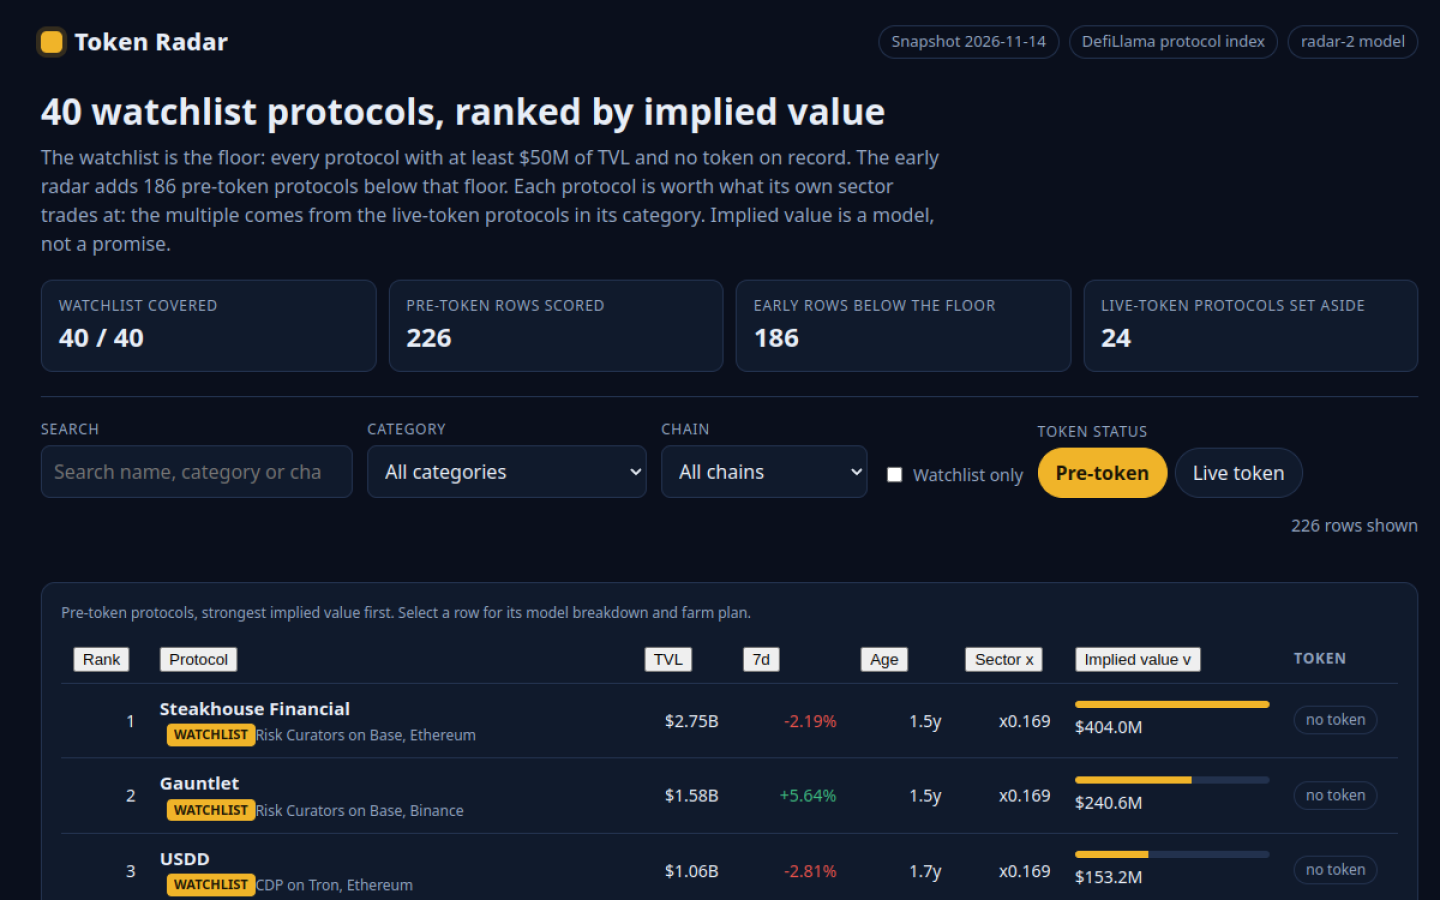 Token Radar
Snapshot 2026-11-14
DefiLlama protocol index
radar-2 model
40 watchlist protocols, ranked by implied value
The watchlist is the floor: every protocol with at least $50M of TVL and no token on record. The early
radar adds 186 pre-token protocols below that floor. Each protocol is worth what its own sector
trades at: the multiple comes from the live-token protocols in its category. Implied value is a model,
not a promise.
WATCHLIST COVERED
40 / 40
PRE-TOKEN ROWS SCORED
226
EARLY ROWS BELOW THE FLOOR
186
LIVE-TOKEN PROTOCOLS SET ASIDE
24
SEARCH
Search name, category or cha
CATEGORY
All categories
CHAIN
All chains
Watchlist only
TOKEN STATUS
Pre-token
Live token
226 rows shown
Pre-token protocols, strongest implied value first. Select a row for its model breakdown and farm plan.
Rank Protocol TVL 7d Age Sector x Implied value v TOKEN
1 Steakhouse Financial $2.75B -2.19% 1.5y x0.169 $404.0M no token
WATCHLIST Risk Curators on Base, Ethereum
2 Gauntlet $1.58B +5.64% 1.5y x0.169 $240.6M no token
WATCHLIST Risk Curators on Base, Binance
3 USDD $1.06B -2.81% 1.7y x0.169 $153.2M no token
WATCHLIST CDP on Tron, Ethereum